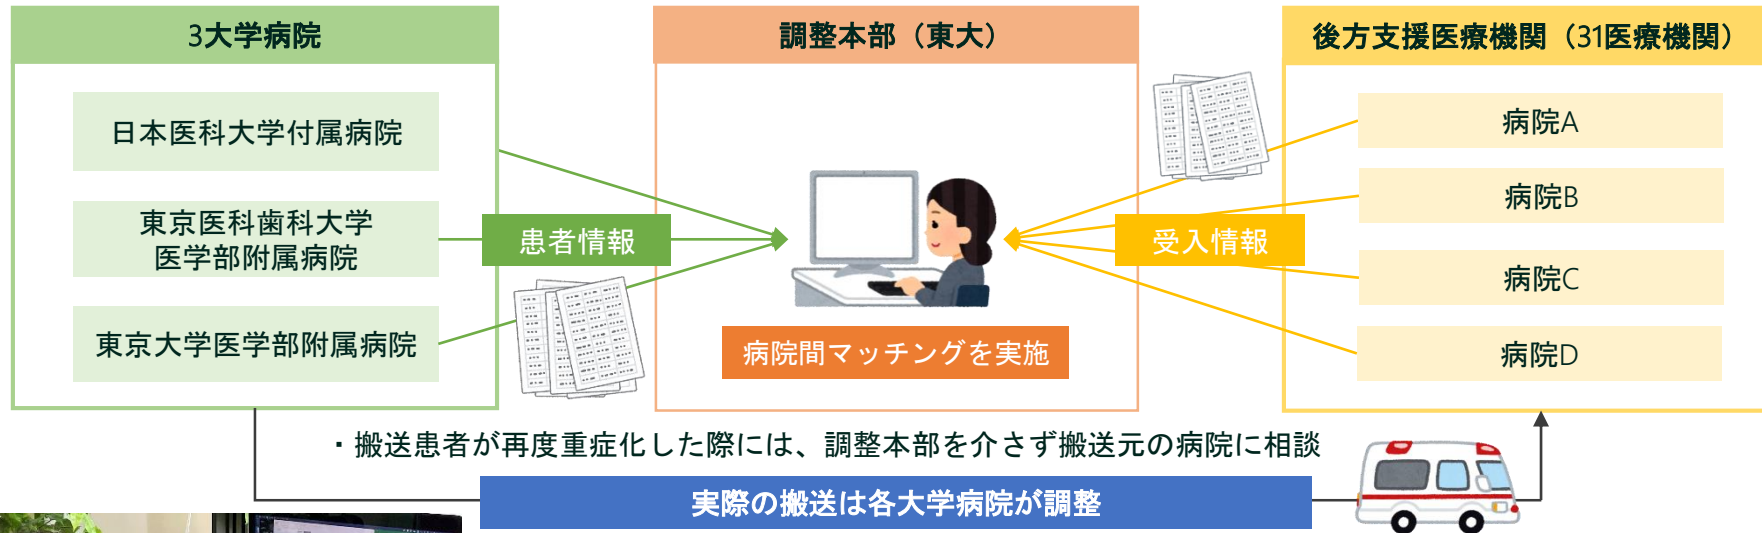 3大学病院
日本医科大学付属病院
東京医科歯科大学
医学部附属病院
東京大学医学部附属病院
患者情報
調整本部（東大）
病院間マッチングを実施
受入情報
後方支援医療機関（31医療機関）
病院A
病院B
病院C
病院D
・搬送患者が再度重症化した際には、調整本部を介さず搬送元の病院に相談
実際の搬送は各大学病院が調整